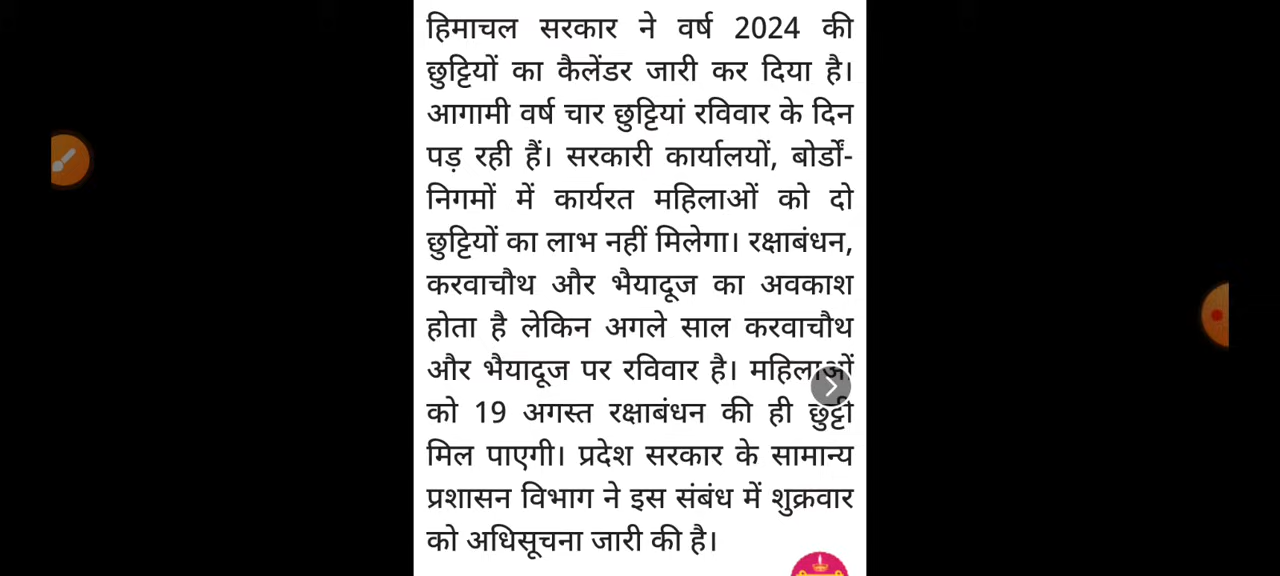 हिमाचल सरकार ने वर्ष 2024 की
छुट्टियों का कैलेंडर जारी कर दिया है।
आगामी वर्ष चार छुट्टियां रविवार के दिन
पड़ रही हैं। सरकारी कार्यालयों, बोर्डों-
निगमों में कार्यरत महिलाओं को दो
छुट्टियों का लाभ नहीं मिलेगा। रक्षाबंधन,
करवाचौथ और भैयादूज का अवकाश
होता है लेकिन अगले साल करवाचौथ
और भैयादूज पर रविवार है। महिलाओं
को 19 अगस्त रक्षाबंधन की ही छुट्टी
मिल पाएगी। प्रदेश सरकार के सामान्य
प्रशासन विभाग ने इस संबंध में शुक्रवार
को अधिसूचना जारी की है।